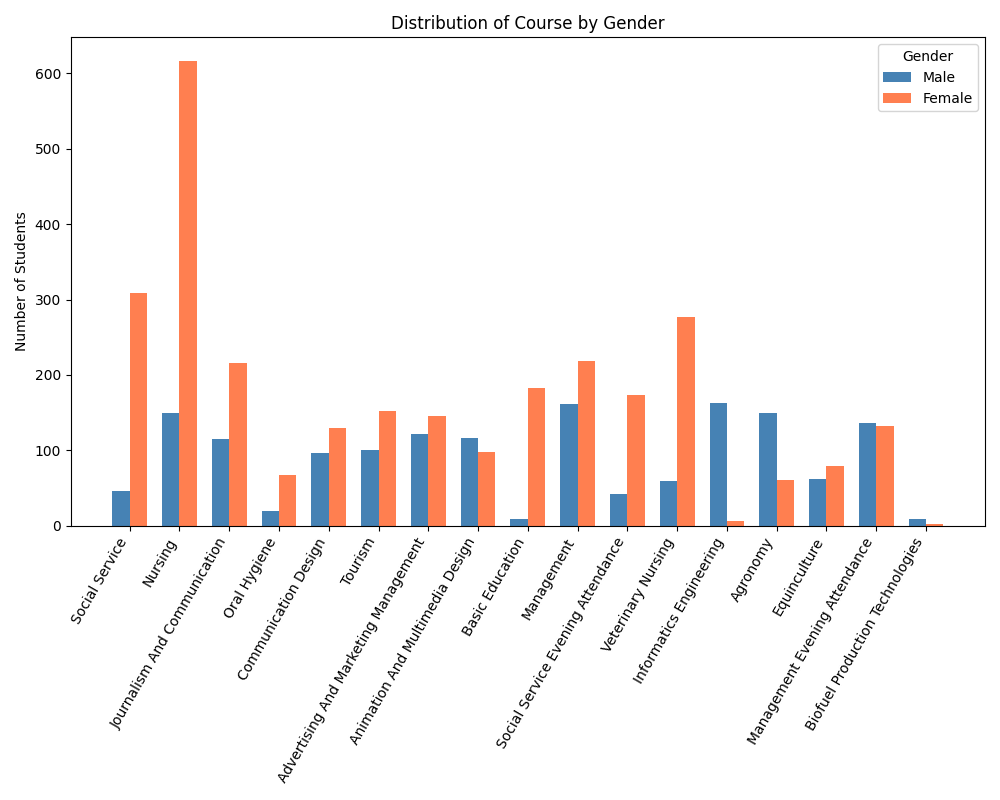 Distribution of Course by Gender
Gender
Male
Female
Number of Students
600
500
400
300
200
100
0
Social Service
Nursing
Journalism And Communication
Oral Hygiene
Communication Design
Tourism
Advertising And Marketing Management
Animation And Multimedia Design
Basic Education
Management
Social Service Evening Attendance
Veterinary Nursing
Informatics Engineering
Agronomy
Equinculture
Management Evening Attendance
Biofuel Production Technologies